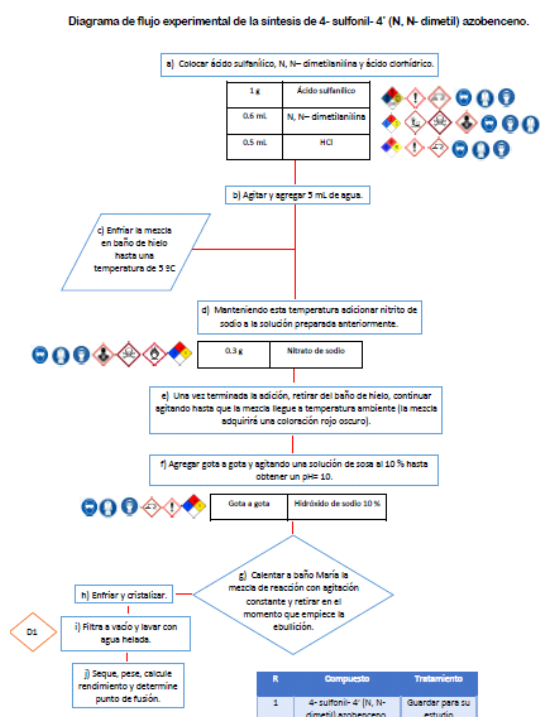 Diagrama de flujo experimental de la síntesis de 4- sulfonil- 4' (N, N- dimetil) azobenceno.
a) Colocar ácido sulfanílico, N, N– dimetilanilina y ácido clorhídrico.
1 g Ácido sulfanílico
0.6 mL N, N– dimetilanilina
0.5 mL HCl
b) Agitar y agregar 5 mL de agua.
c) Enfriar la mezcla
en baño de hielo
hasta una
temperatura de 5 ºC
d) Manteniendo esta temperatura adicionar nitrito de
sodio a la solución preparada anteriormente.
0.3 g Nitrato de sodio
e) Una vez terminada la adición, retirar del baño de hielo, continuar
agitando hasta que la mezcla llegue a temperatura ambiente (la mezcla
adquirirá una coloración rojo oscuro).
f) Agregar gota a gota y agitando una solución de sosa al 10 % hasta
obtener un pH= 10.
Gota a gota Hidróxido de sodio 10 %
g) Calentar a baño María la
mezcla de reacción con agitación
constante y retirar en el
momento que empiece la
ebullición.
h) Enfriar y cristalizar.
D1
i) Filtra a vacío y lavar con
agua helada.
j) Seque, pese, calcule
rendimiento y determine
punto de fusión.
R Compuesto Tratamiento
1 4- sulfonil- 4' (N, N- Guardar para su
dimetil) azobenceno estudio